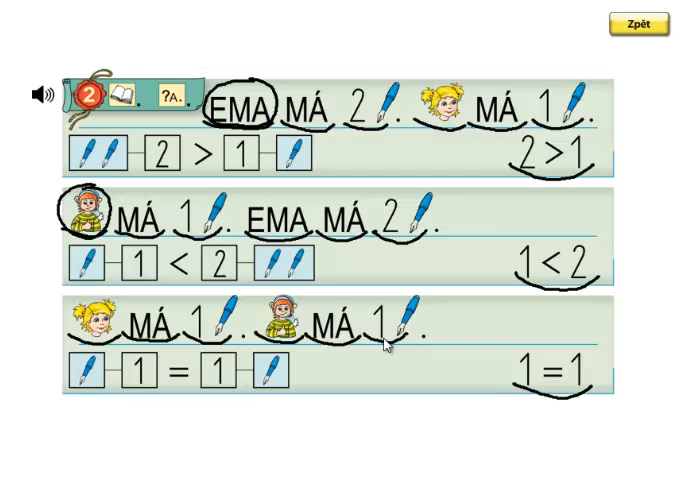 Zpět
2 . ?A. .
EMA MÁ 2 . MÁ 1 .
2 > 1 2 > 1
MÁ 1 . EMA MÁ 2 .
1 < 2 1 < 2
MÁ 1 . MÁ 1 .
1 = 1 1 = 1